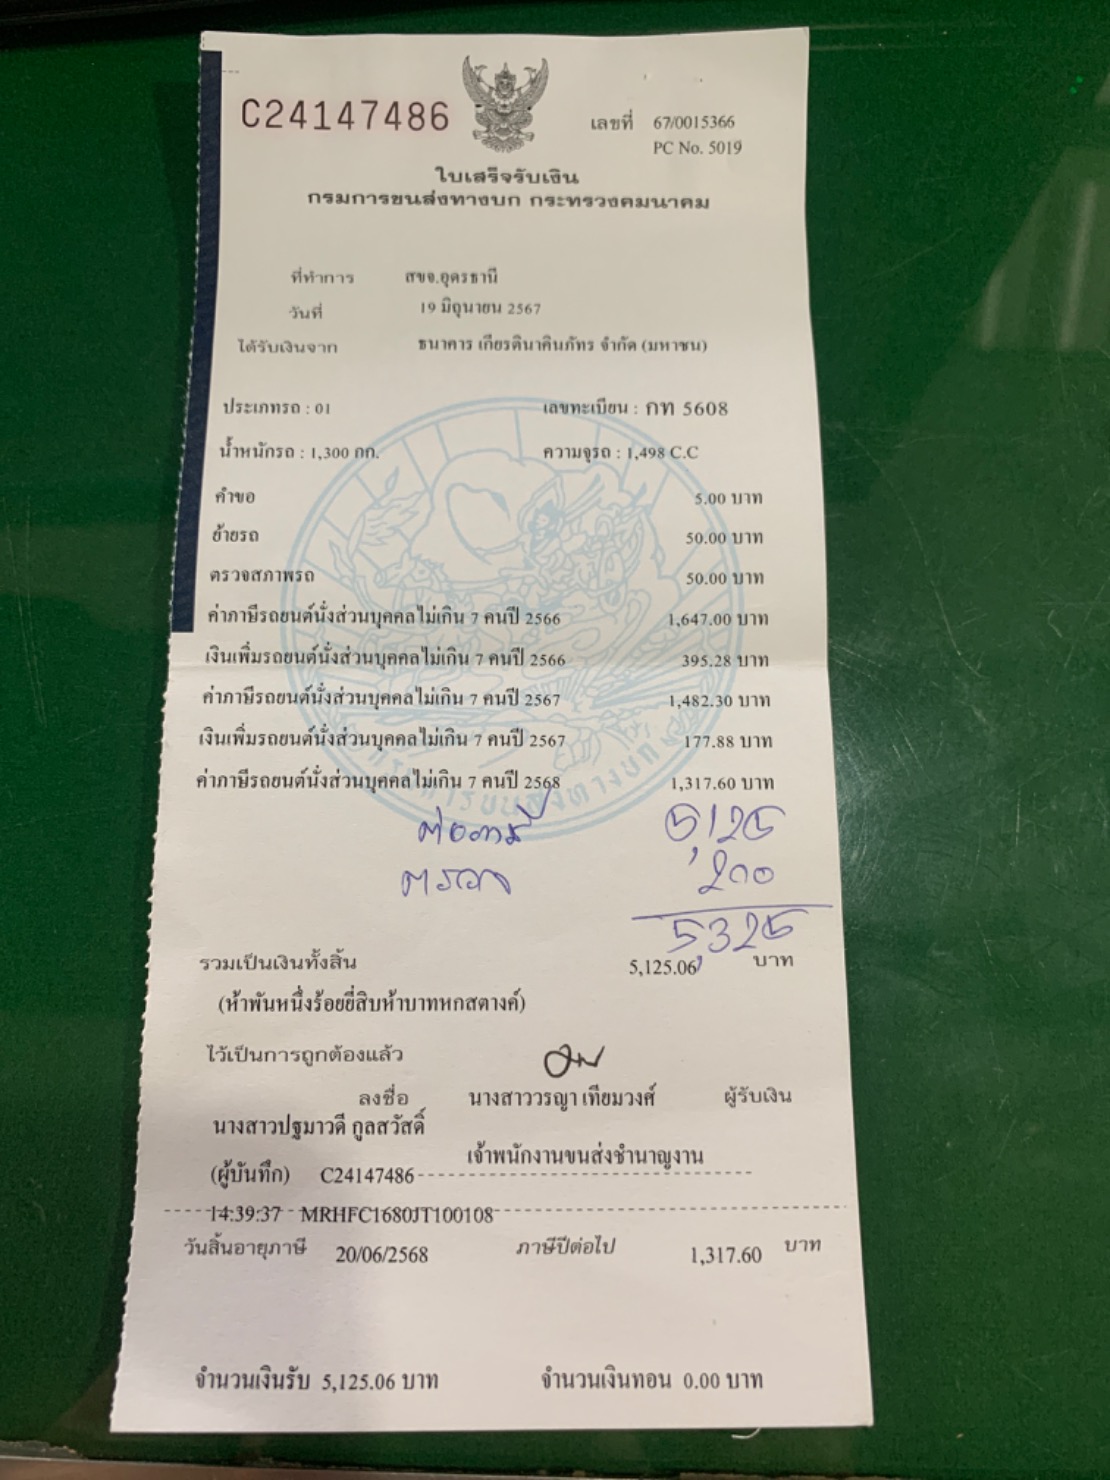 C24147486
เลขที่ 67/0015366
PC No. 5019
ใบเสร็จรับเงิน
กรมการขนส่งทางบก กระทรวงคมนาคม
ที่ทำการ สขจ.อุดรธานี
วันที่ 19 มิถุนายน 2567
ได้รับเงินจาก ธนาคาร เกียรตินาคินภัทร จำกัด (มหาชน)
ประเภทรถ : 01 เลขทะเบียน : กท 5608
น้ำหนักรถ : 1,300 กก. ความจุรถ : 1,498 C.C
คำขอ 5.00 บาท
ย้ายรถ 50.00 บาท
ตรวจสภาพรถ 50.00 บาท
ค่าภาษีรถยนต์นั่งส่วนบุคคลไม่เกิน 7 คนปี 2566 1,647.00 บาท
เงินเพิ่มรถยนต์นั่งส่วนบุคคลไม่เกิน 7 คนปี 2566 395.28 บาท
ค่าภาษีรถยนต์นั่งส่วนบุคคลไม่เกิน 7 คนปี 2567 1,482.30 บาท
เงินเพิ่มรถยนต์นั่งส่วนบุคคลไม่เกิน 7 คนปี 2567 177.88 บาท
ค่าภาษีรถยนต์นั่งส่วนบุคคลไม่เกิน 7 คนปี 2568 1,317.60 บาท
กรมการขนส่งทางบก
ต่อภาษี 5,125
ตรวจ 200
5,325
รวมเป็นเงินทั้งสิ้น 5,125.06 บาท
(ห้าพันหนึ่งร้อยยี่สิบห้าบาทหกสตางค์)
ไว้เป็นการถูกต้องแล้ว
ลงชื่อ นางสาววรญา เทียมวงศ์ ผู้รับเงิน
นางสาวปฐมาวดี กูลสวัสดิ์
เจ้าพนักงานขนส่งชำนาญงาน
(ผู้บันทึก) C24147486
14:39:37 MRHFC1680JT100108
วันสิ้นอายุภาษี 20/06/2568 ภาษีปีต่อไป 1,317.60 บาท
จำนวนเงินรับ 5,125.06 บาท จำนวนเงินทอน 0.00 บาท